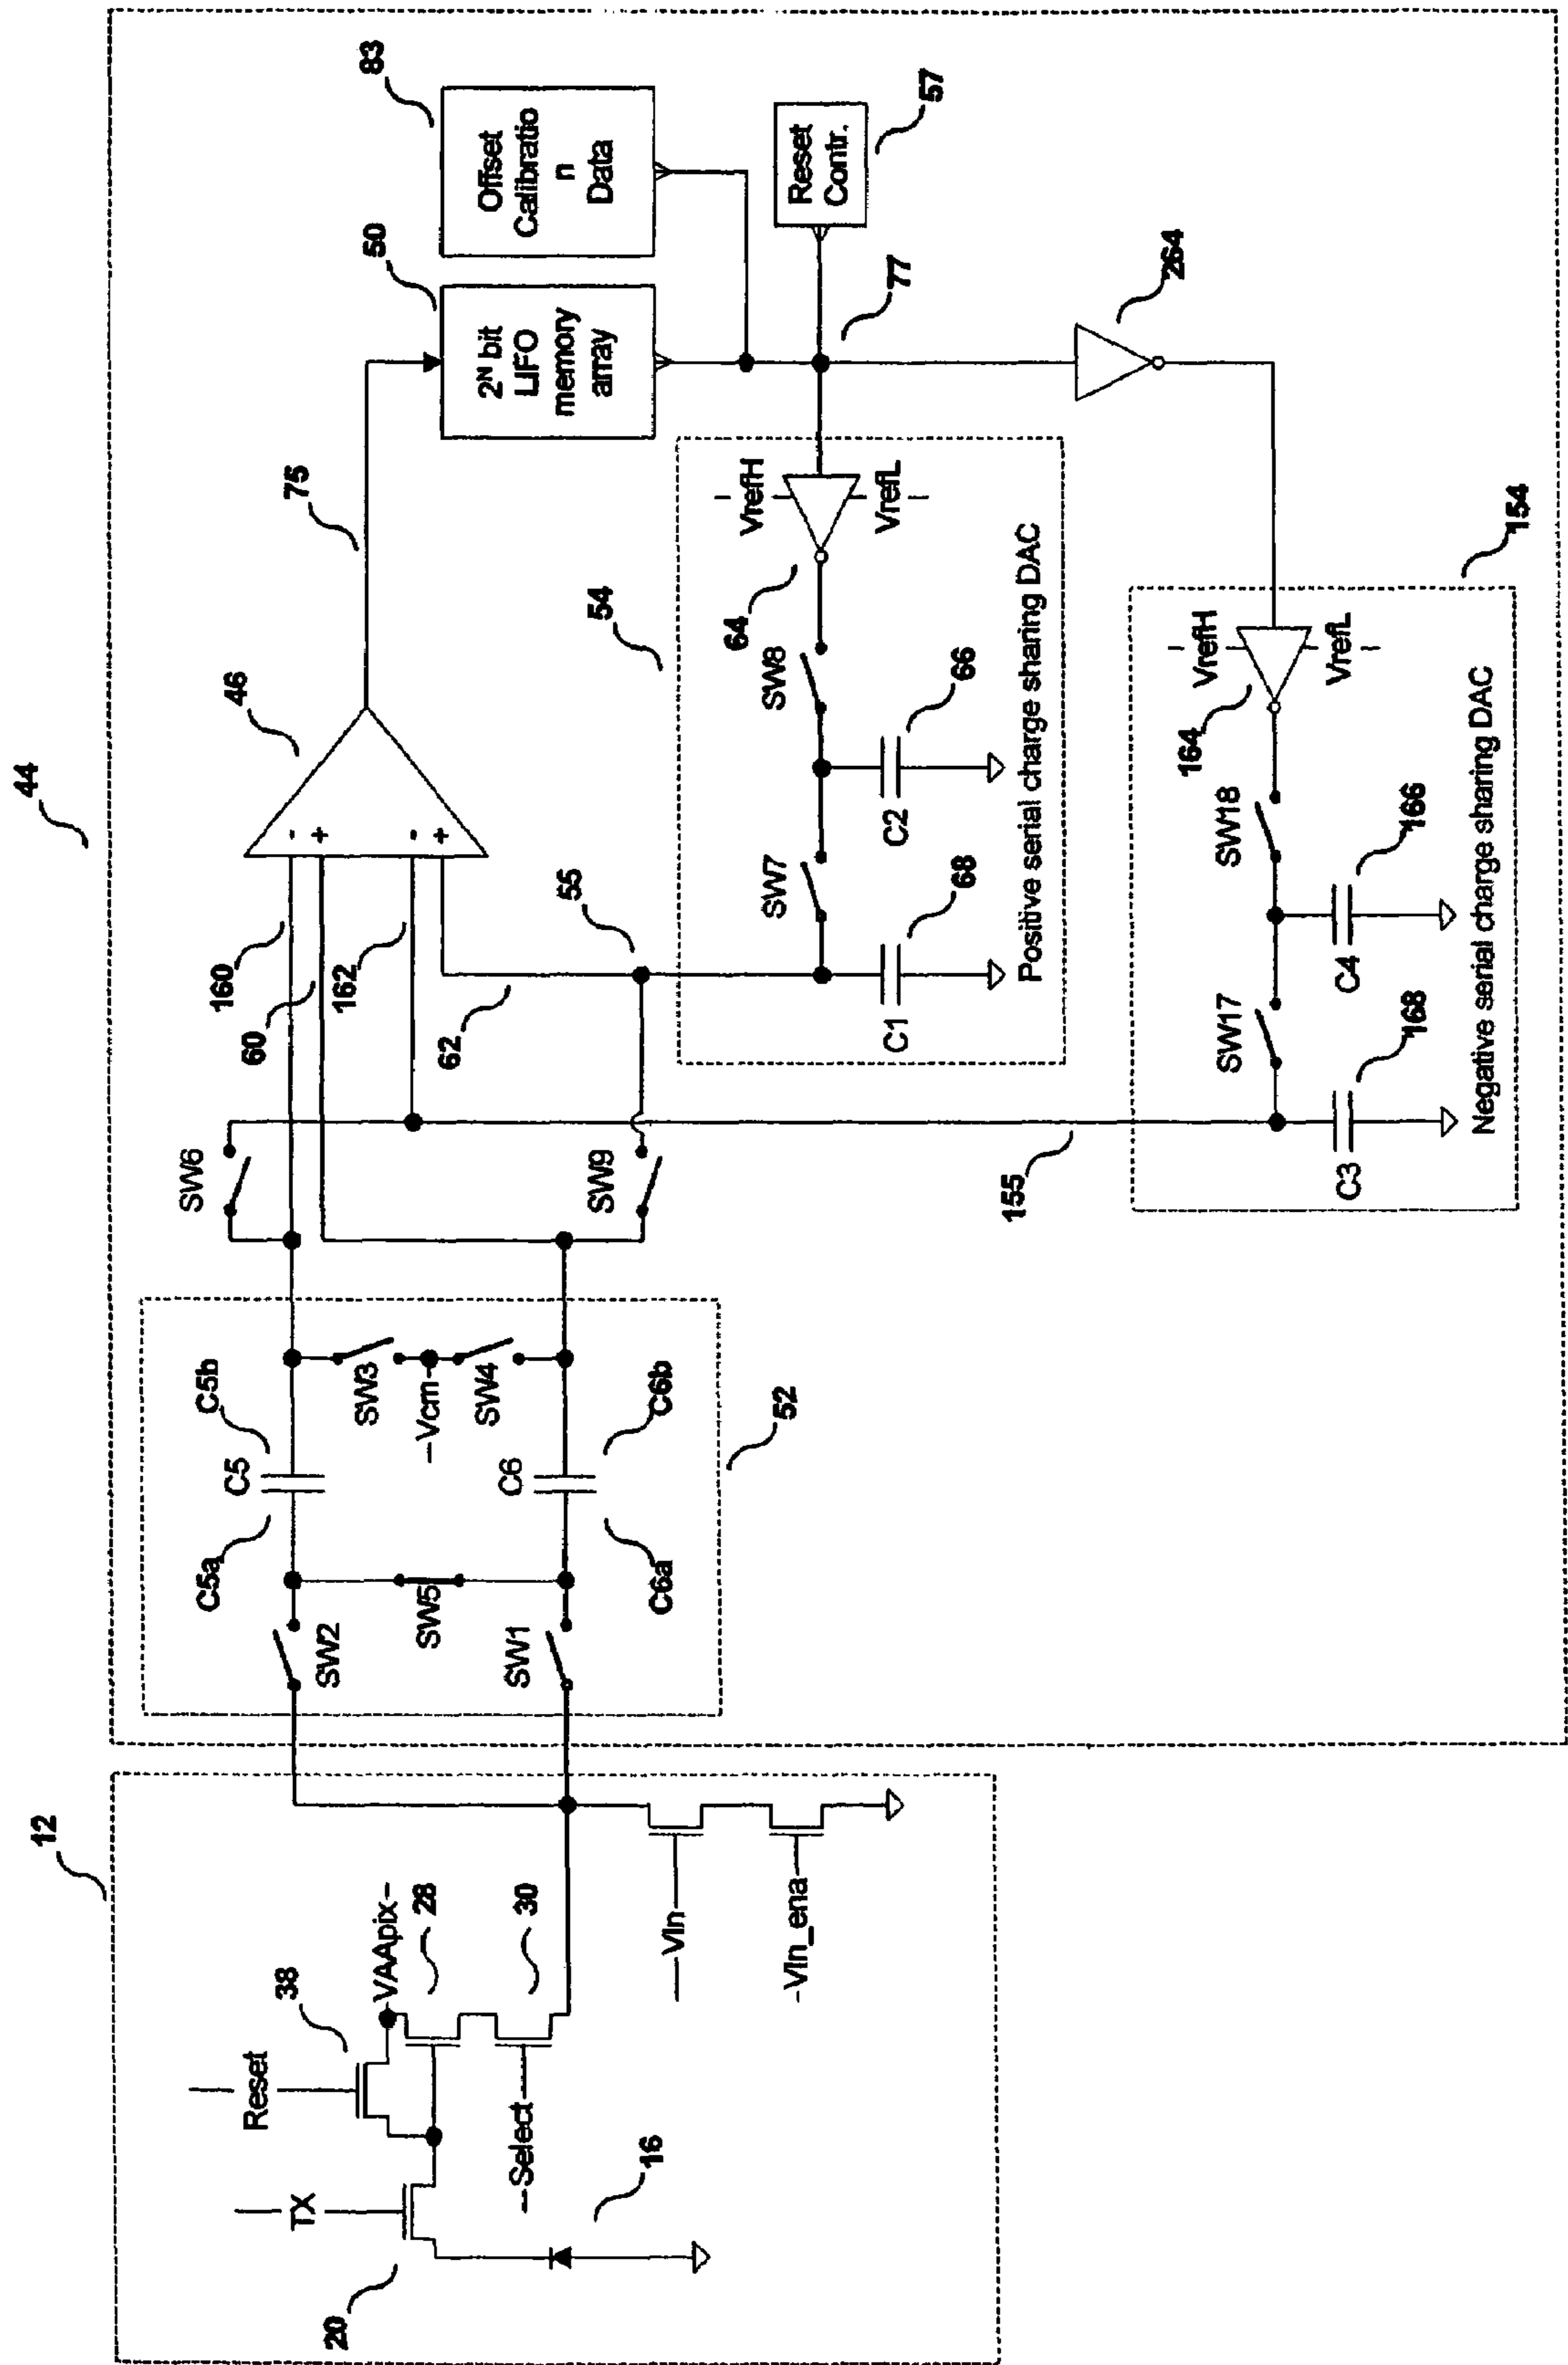 44
83
Offset
Calibratio
n
Data
50
2N bit
LIFO
memory
array
57
Reset
Contr.
77
264
75
46
-
+
-
+
160
60
162
62
55
54
VrefH
VrefL
64
SW8
SW7
66
68
C2
C1
Positive serial charge sharing DAC
154
VrefH
VrefL
164
SW18
SW17
166
168
C4
C3
Negative serial charge sharing DAC
155
SW6
SW9
C5b
C5
C5a
SW3
Vcm
SW4
C6b
C6
C6a
SW5
SW2
SW1
52
12
VAApix
28
30
38
Reset
TX
Select
16
20
Vln
Vln_ena